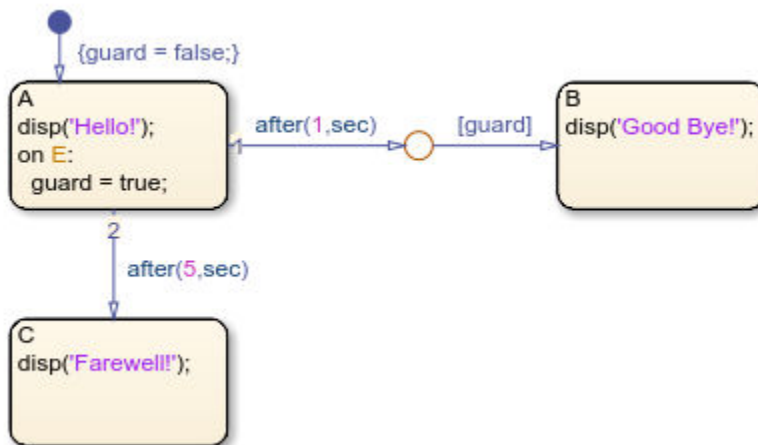 {guard = false;}
A
disp('Hello!');
on E:
guard = true;
1
after(1,sec)
[guard]
B
disp('Good Bye!');
2
after(5,sec)
C
disp('Farewell!');